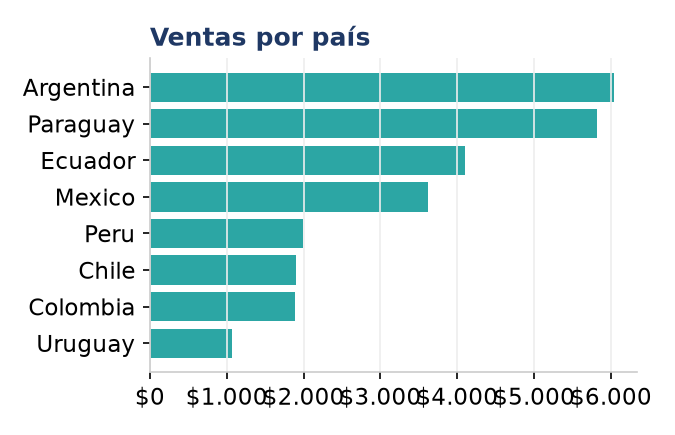 Ventas por país
Argentina
Paraguay
Ecuador
Mexico
Peru
Chile
Colombia
Uruguay
$0 $1.000 $2.000 $3.000 $4.000 $5.000 $6.000